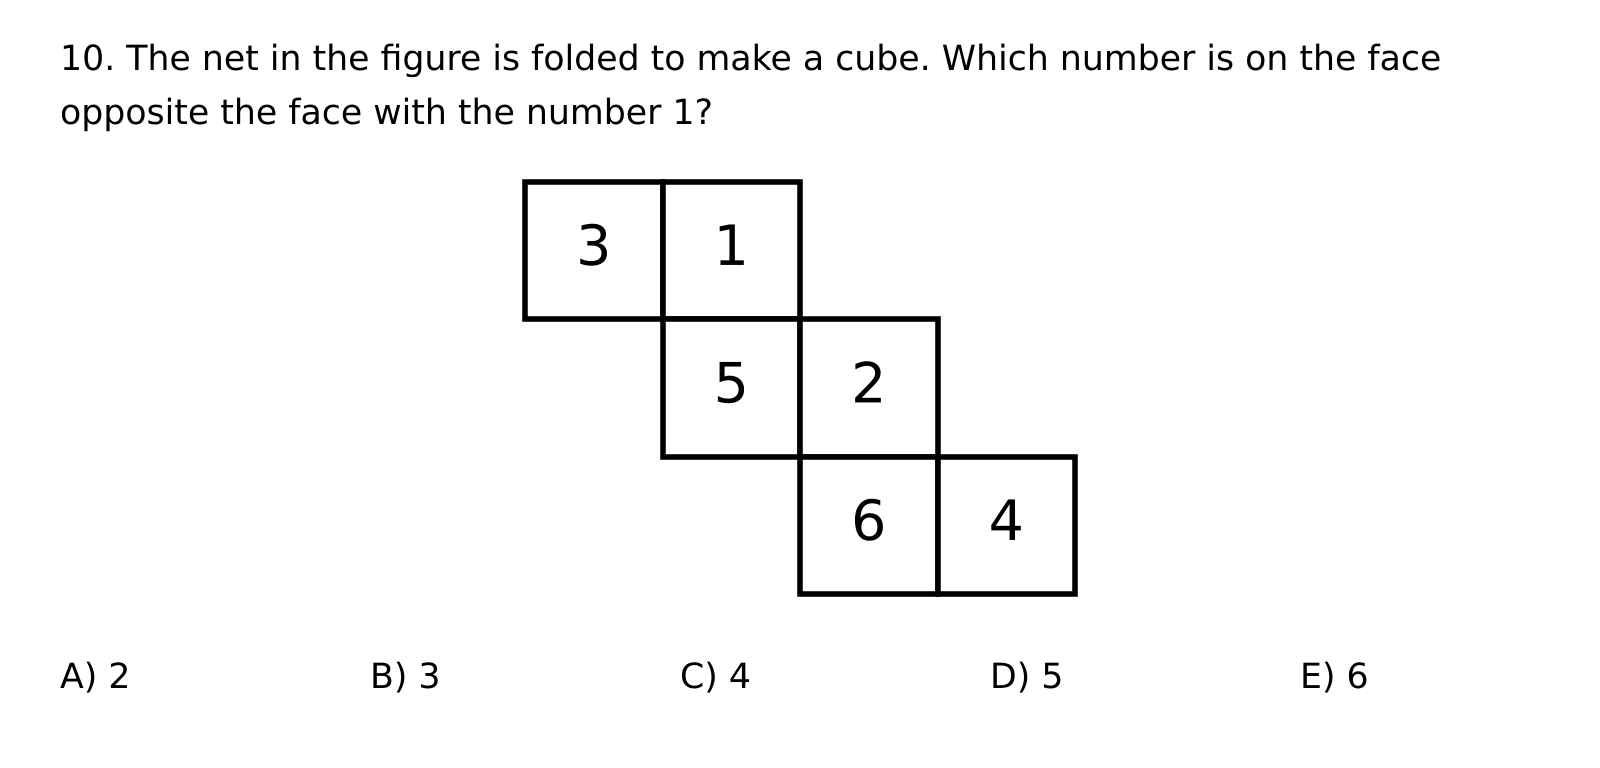 10. The net in the figure is folded to make a cube. Which number is on the face
opposite the face with the number 1?
3 1
5 2
6 4
A) 2 B) 3 C) 4 D) 5 E) 6